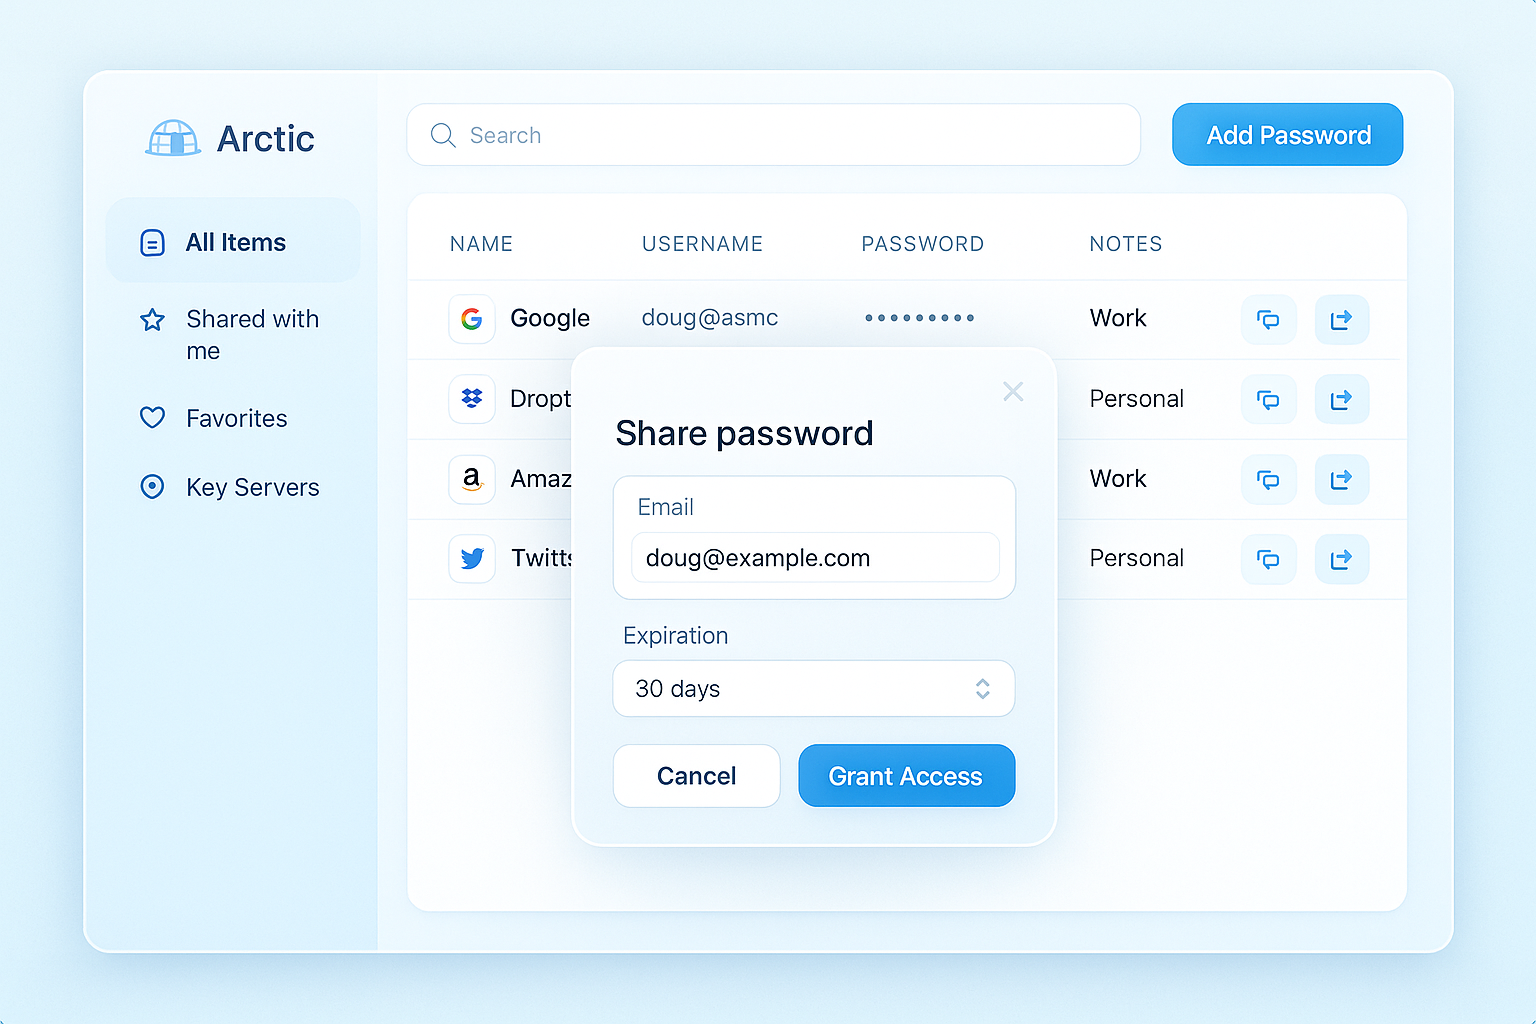 Arctic
Search
Add Password
All Items
Shared with
me
Favorites
Key Servers
NAME USERNAME PASSWORD NOTES
Google doug@asmc ••••••••• Work
Dropt Personal
Amaz Work
Twitts Personal
Share password
Email
doug@example.com
Expiration
30 days
Cancel Grant Access